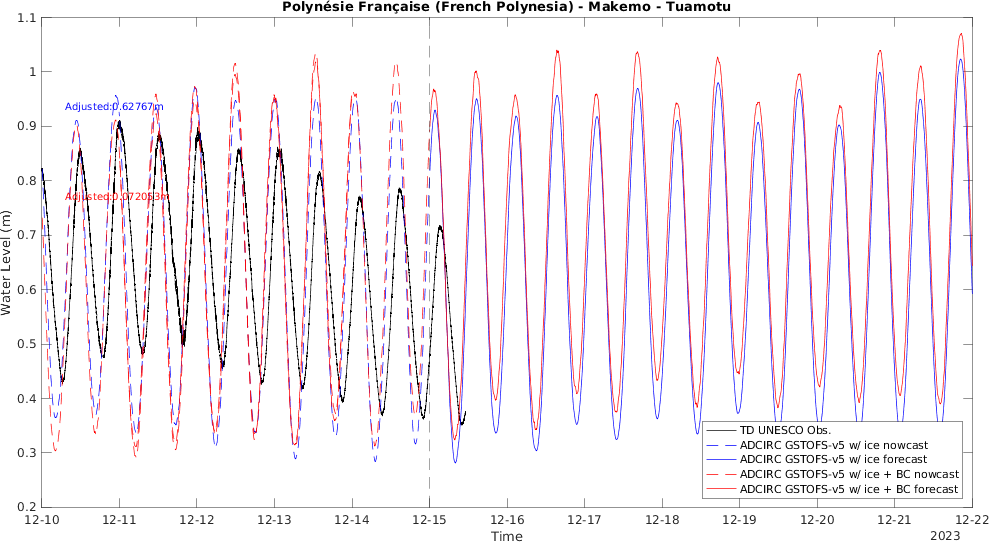 Polynésie Française (French Polynesia) - Makemo - Tuamotu
1.1
1
0.9
0.8
0.7
0.6
0.5
0.4
0.3
0.2
Water Level (m)
Adjusted:0.62767m
Adjusted:0.072053m
TD UNESCO Obs.
ADCIRC GSTOFS-v5 w/ ice nowcast
ADCIRC GSTOFS-v5 w/ ice forecast
ADCIRC GSTOFS-v5 w/ ice + BC nowcast
ADCIRC GSTOFS-v5 w/ ice + BC forecast
12-10 12-11 12-12 12-13 12-14 12-15 12-16 12-17 12-18 12-19 12-20 12-21 12-22
Time
2023